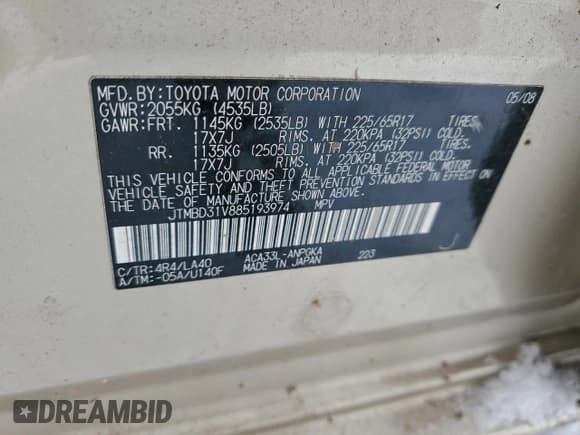 MFD.BY:TOYOTA MOTOR CORPORATION 05/08
GVWR:2055KG (4535LB)
GAWR:FRT. 1145KG (2535LB) WITH 225/65R17 TIRES,
17X7J RIMS, AT 220KPA (32PSI) COLD.
RR. 1135KG (2505LB) WITH 225/65R17 TIRES,
17X7J RIMS, AT 220KPA (32PSI) COLD.
THIS VEHICLE CONFORMS TO ALL APPLICABLE FEDERAL MOTOR
VEHICLE SAFETY, BUMPER, AND THEFT PREVENTION STANDARDS IN EFFECT ON
THE DATE OF MANUFACTURE SHOWN ABOVE.
JTMBD31V885193974 MPV
J
C/TR:4R4/LA40 ACA33L-ANPGKA 223
A/TM:-05A/U140F MADE IN JAPAN
DREAMBID